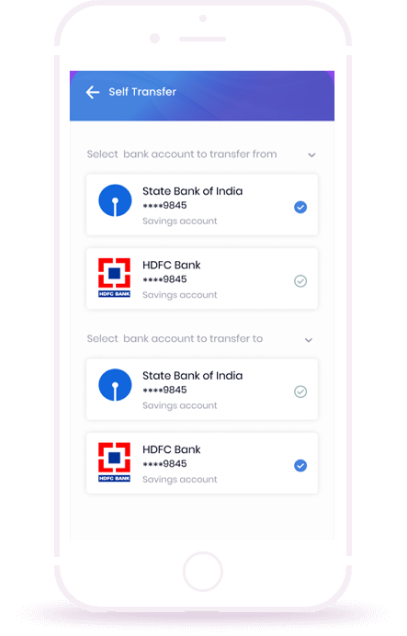 Self Transfer
Select bank account to transfer from
State Bank of India
****9845
Savings account
HDFC Bank
****9845
Savings account
HDFC BANK
Select bank account to transfer to
State Bank of India
****9845
Savings account
HDFC Bank
****9845
Savings account
HDFC BANK